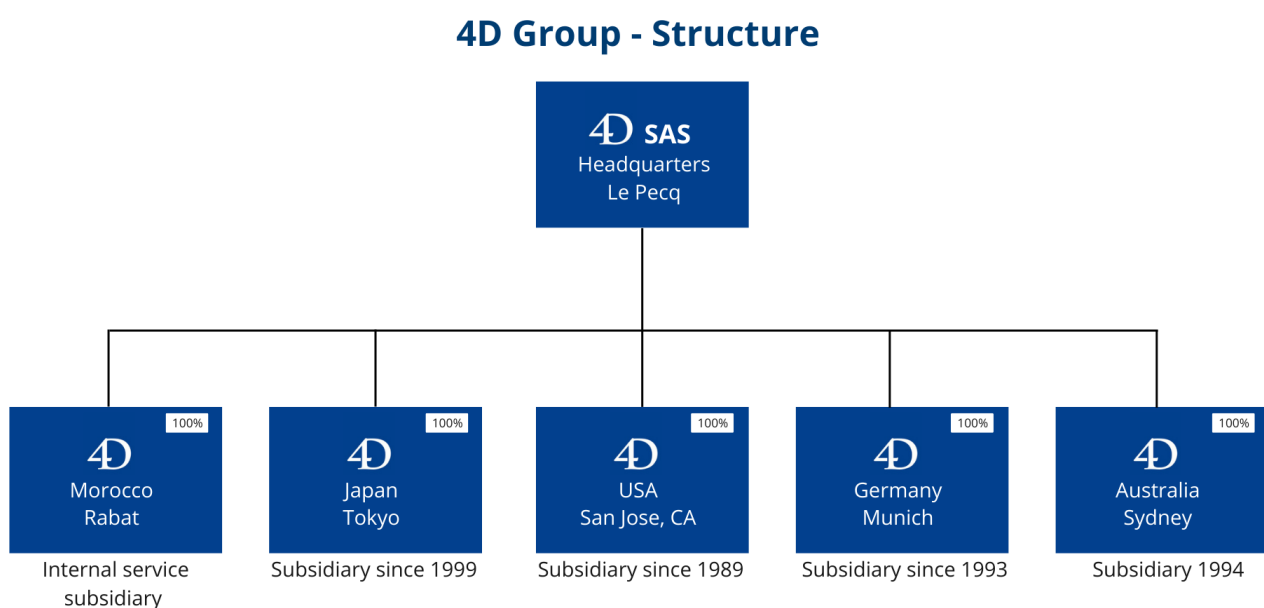 4D Group - Structure
4D SAS
Headquarters
Le Pecq
100%
4D
Morocco
Rabat
Internal service
subsidiary
100%
4D
Japan
Tokyo
Subsidiary since 1999
100%
4D
USA
San Jose, CA
Subsidiary since 1989
100%
4D
Germany
Munich
Subsidiary since 1993
100%
4D
Australia
Sydney
Subsidiary 1994